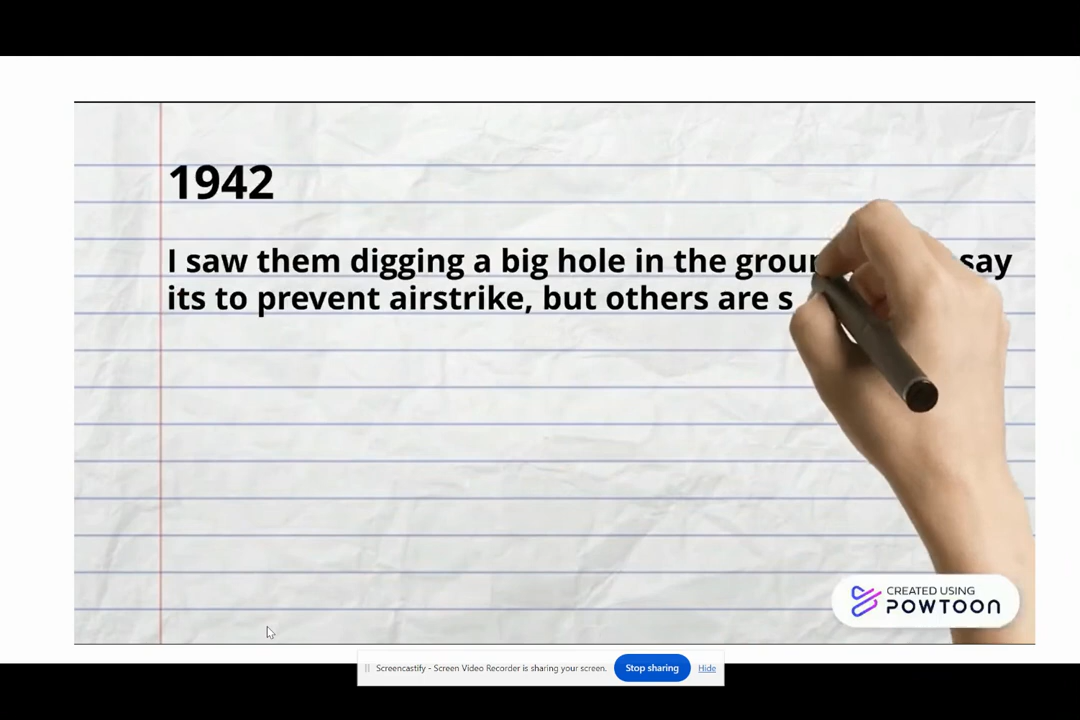 1942
I saw them digging a big hole in the say
its to prevent airstrike, but others are s
CREATED USING
POWTOON
Screencastify - Screen Video Recorder is sharing your screen.
Stop sharing
Hide